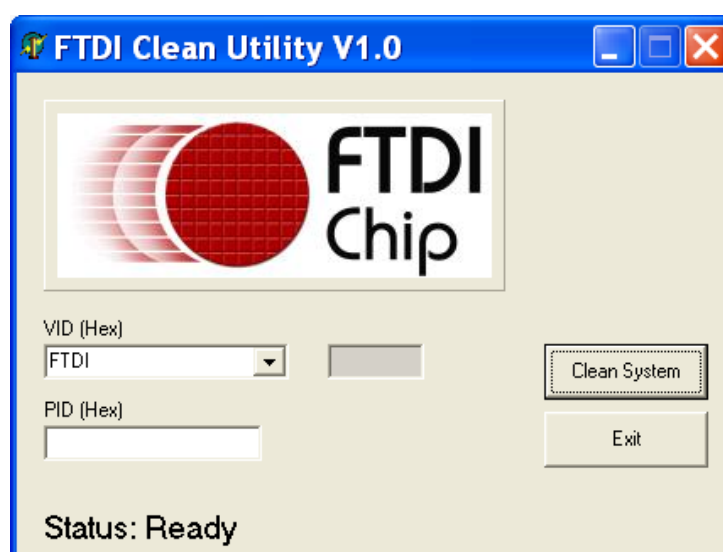 FTDI Clean Utility V1.0
FTDI
Chip
VID (Hex)
FTDI
Clean System
PID (Hex)
Exit
Status: Ready